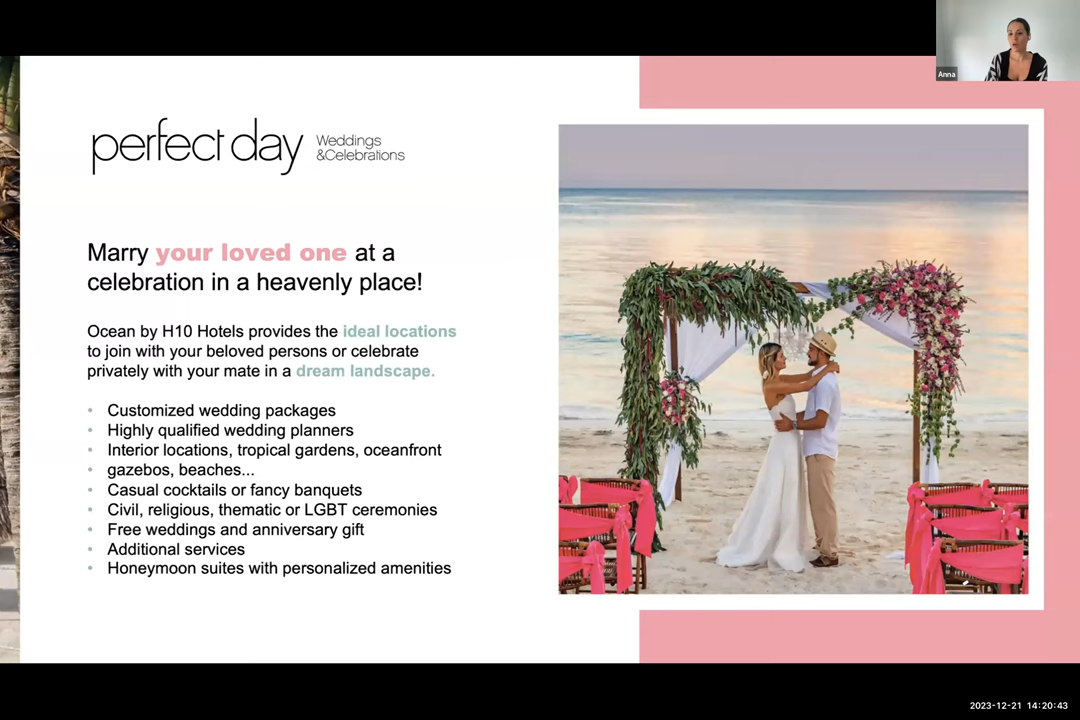 Anna
perfect day
Weddings
&Celebrations
Marry your loved one at a
celebration in a heavenly place!
Ocean by H10 Hotels provides the ideal locations
to join with your beloved persons or celebrate
privately with your mate in a dream landscape.
• Customized wedding packages
• Highly qualified wedding planners
• Interior locations, tropical gardens, oceanfront
• gazebos, beaches...
• Casual cocktails or fancy banquets
• Civil, religious, thematic or LGBT ceremonies
• Free weddings and anniversary gift
• Additional services
• Honeymoon suites with personalized amenities
2023-12-21 14:20:43